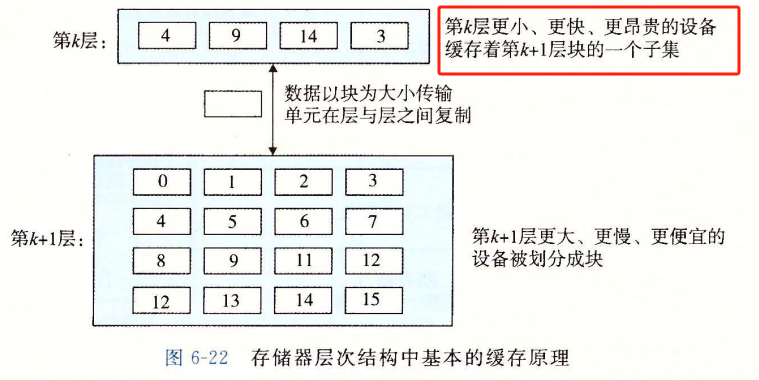 第k层：
4 9 14 3
第k层更小、更快、更昂贵的设备
缓存着第k+1层块的一个子集
数据以块为大小传输
单元在层与层之间复制
第k+1层：
0 1 2 3
4 5 6 7
8 9 11 12
12 13 14 15
第k+1层更大、更慢、更便宜的
设备被划分成块
图 6-22 存储器层次结构中基本的缓存原理